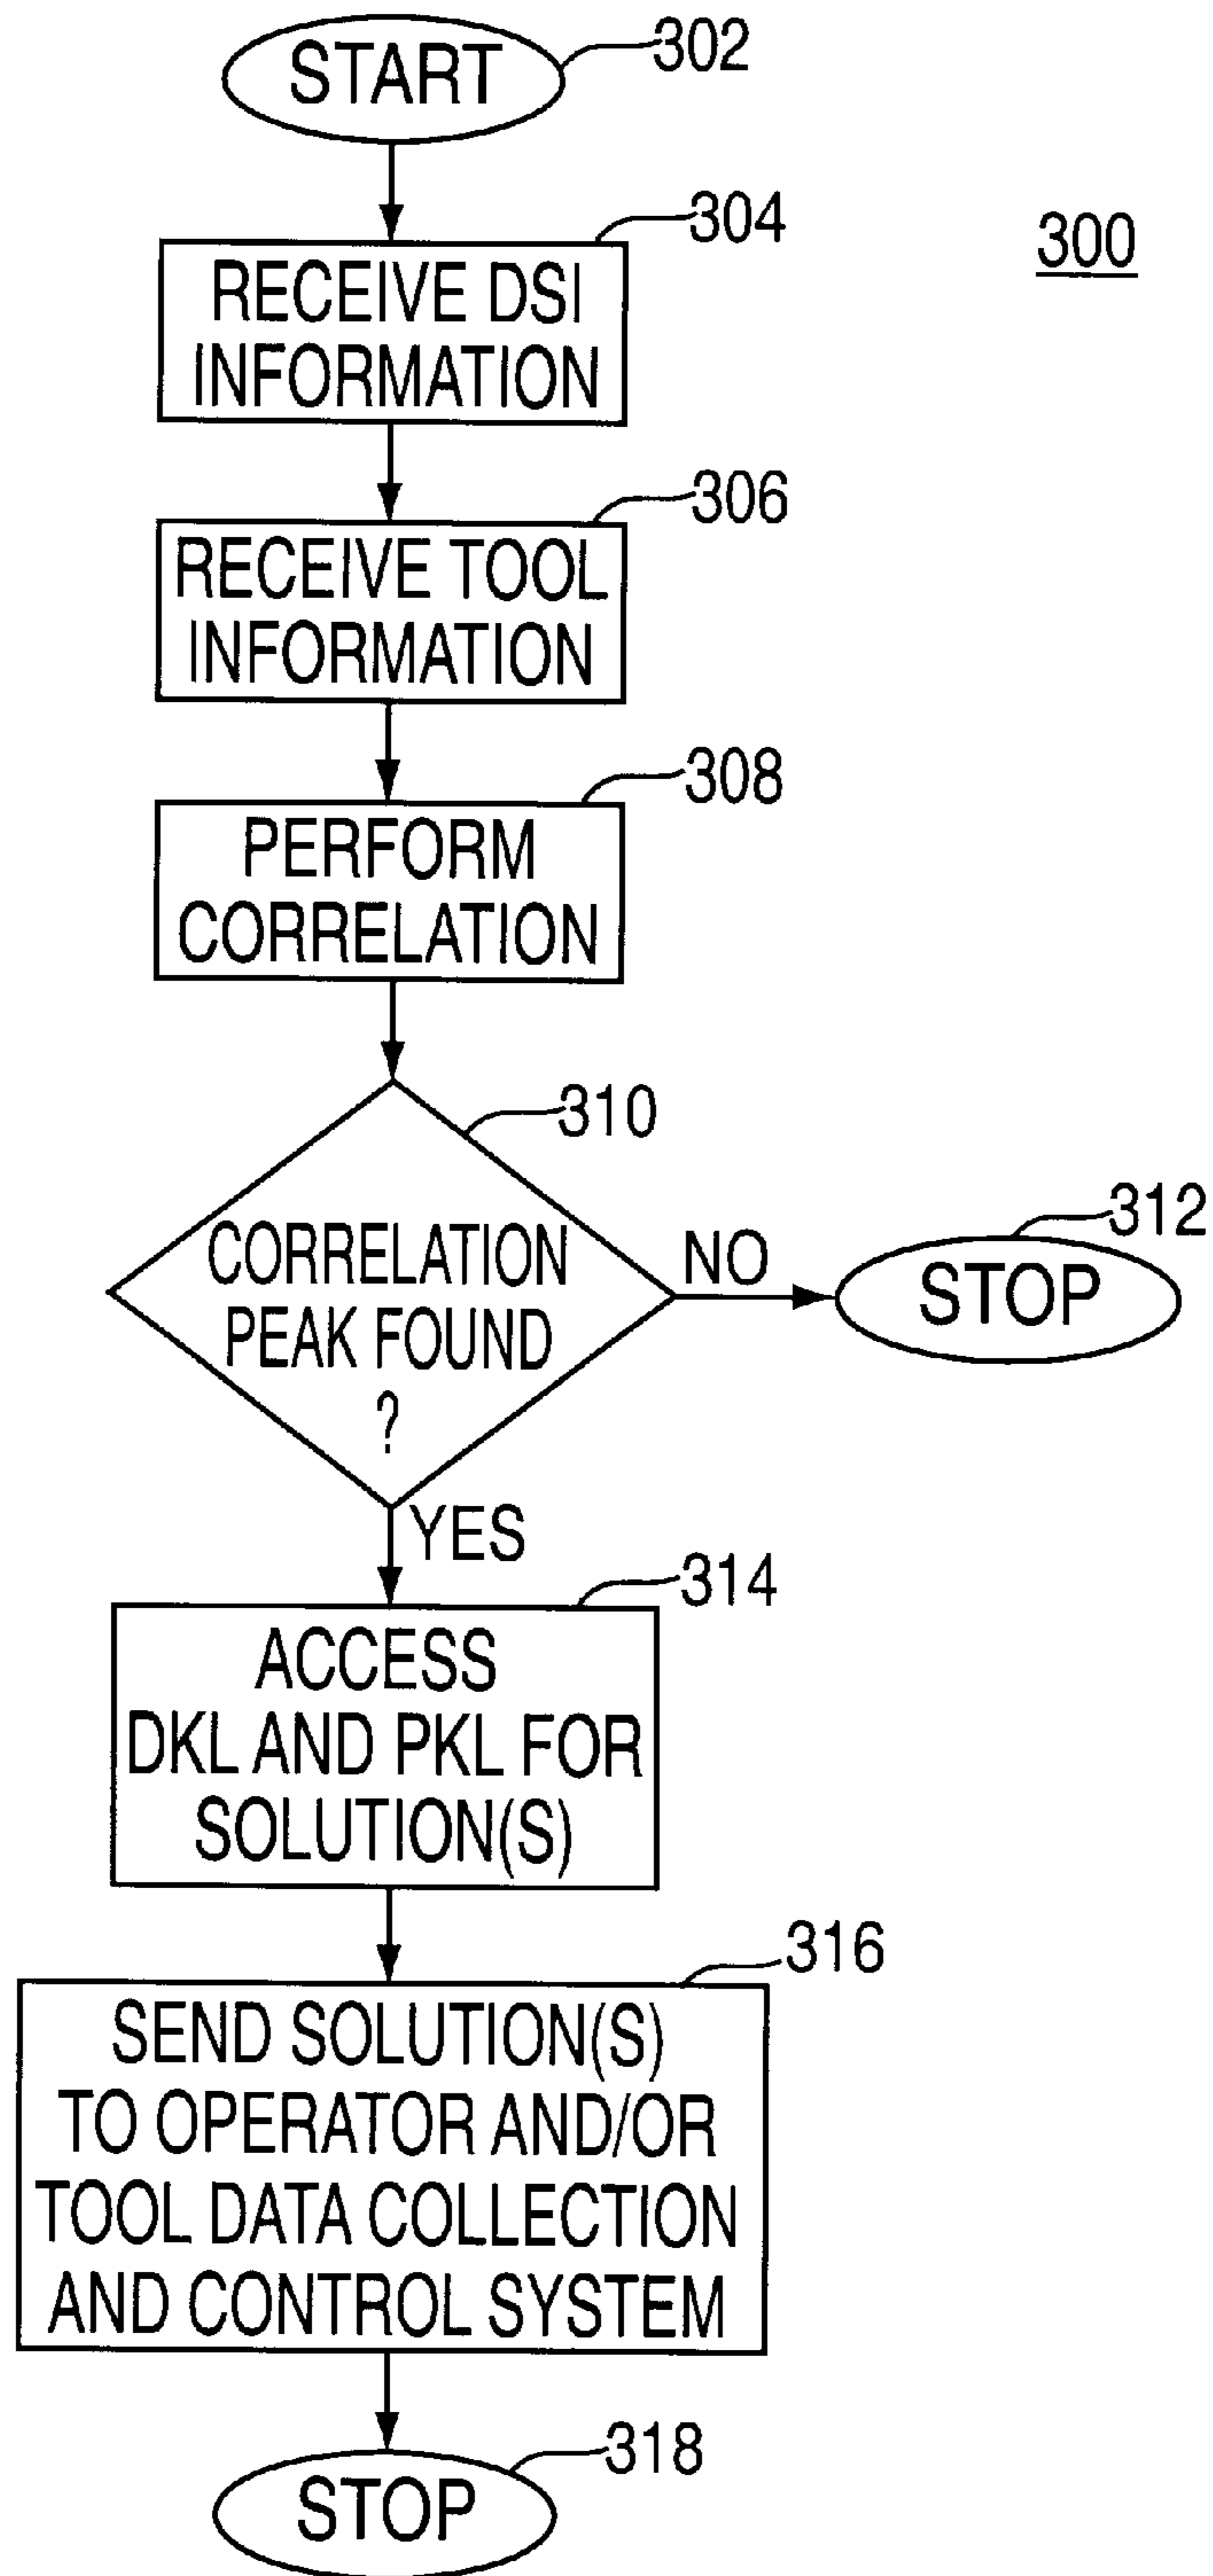 START
302
304
300
RECEIVE DSI
INFORMATION
306
RECEIVE TOOL
INFORMATION
308
PERFORM
CORRELATION
310
CORRELATION
PEAK FOUND
?
NO
312
STOP
YES
314
ACCESS
DKL AND PKL FOR
SOLUTION(S)
316
SEND SOLUTION(S)
TO OPERATOR AND/OR
TOOL DATA COLLECTION
AND CONTROL SYSTEM
318
STOP